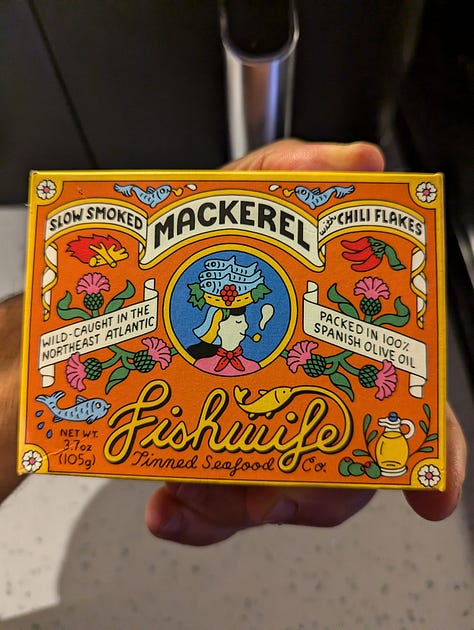 SLOW SMOKED
MACKEREL
with CHILI FLAKES
WILD-CAUGHT IN THE
NORTHEAST ATLANTIC
PACKED IN 100%
SPANISH OLIVE OIL
NET WT.
3.7oz
(105g)
Fishwife
Tinned Seafood Co.